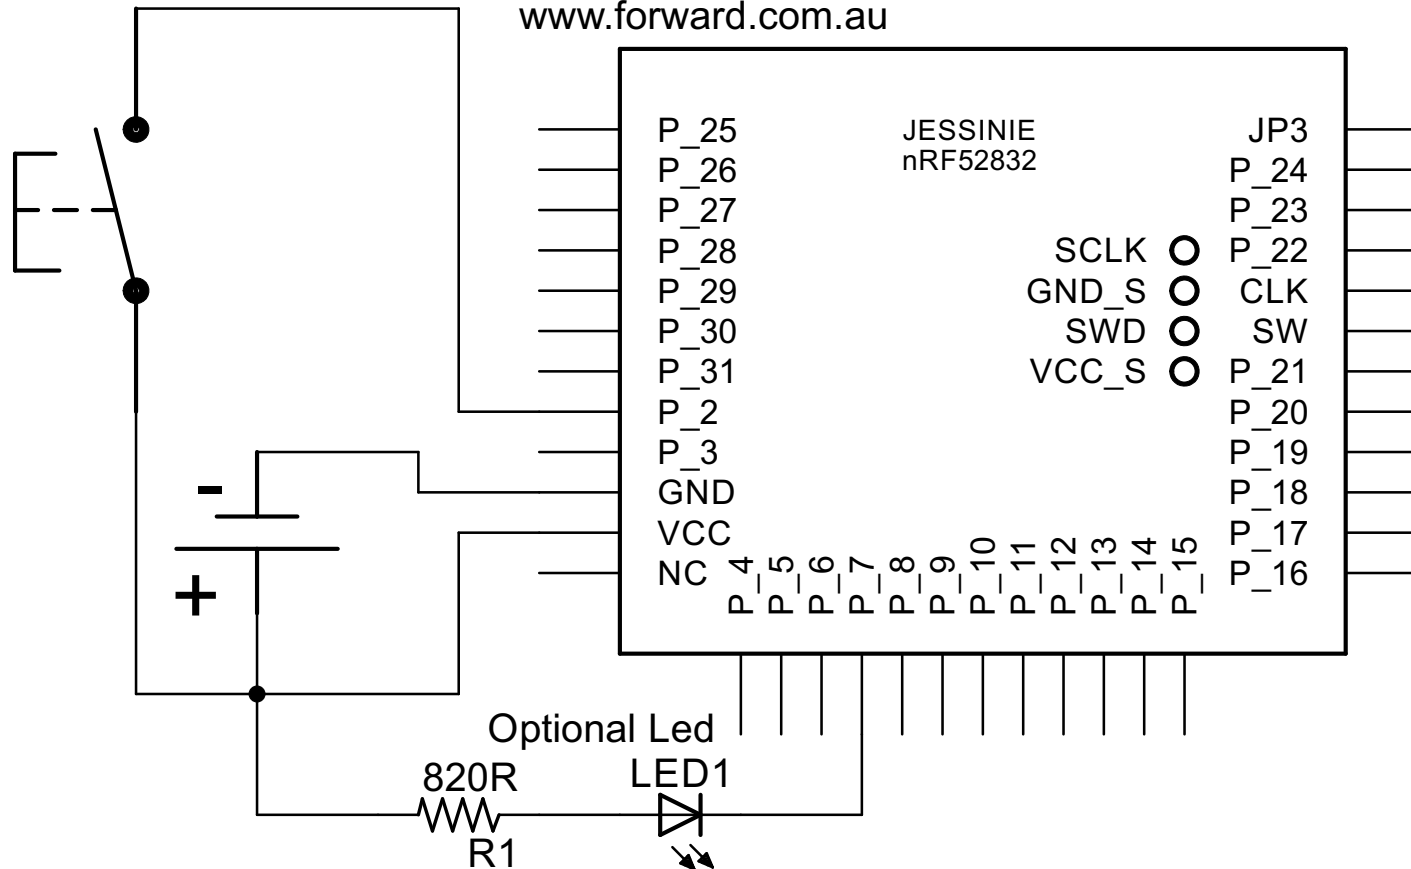 www.forward.com.au
JESSINIE
nRF52832
P_25
P_26
P_27
P_28
P_29
P_30
P_31
P_2
P_3
GND
VCC
NC
SCLK
GND_S
SWD
VCC_S
JP3
P_24
P_23
P_22
CLK
SW
P_21
P_20
P_19
P_18
P_17
P_16
P_4
P_5
P_6
P_7
P_8
P_9
P_10
P_11
P_12
P_13
P_14
P_15
-
+
Optional Led
LED1
820R
R1